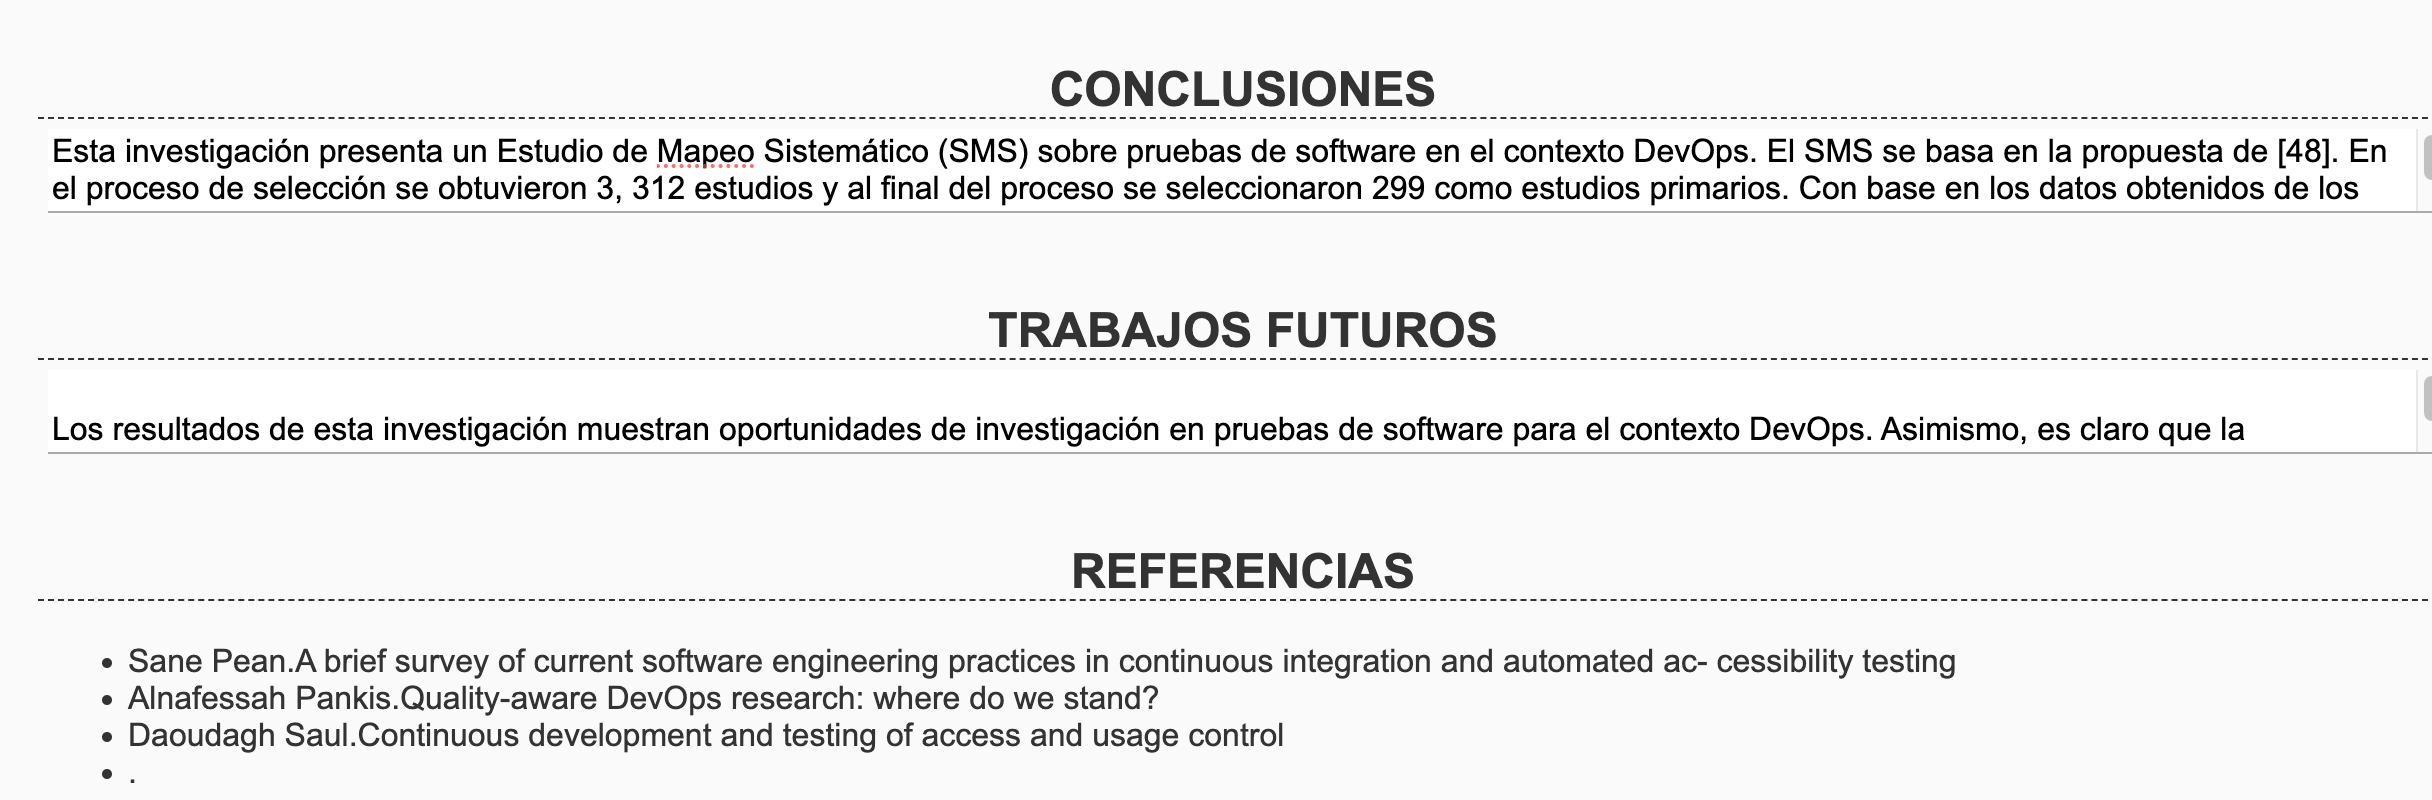 CONCLUSIONES
Esta investigación presenta un Estudio de Mapeo Sistemático (SMS) sobre pruebas de software en el contexto DevOps. El SMS se basa en la propuesta de [48]. En
el proceso de selección se obtuvieron 3, 312 estudios y al final del proceso se seleccionaron 299 como estudios primarios. Con base en los datos obtenidos de los
TRABAJOS FUTUROS
Los resultados de esta investigación muestran oportunidades de investigación en pruebas de software para el contexto DevOps. Asimismo, es claro que la
REFERENCIAS
• Sane Pean.A brief survey of current software engineering practices in continuous integration and automated ac- cessibility testing
• Alnafessah Pankis.Quality-aware DevOps research: where do we stand?
• Daoudagh Saul.Continuous development and testing of access and usage control
• .